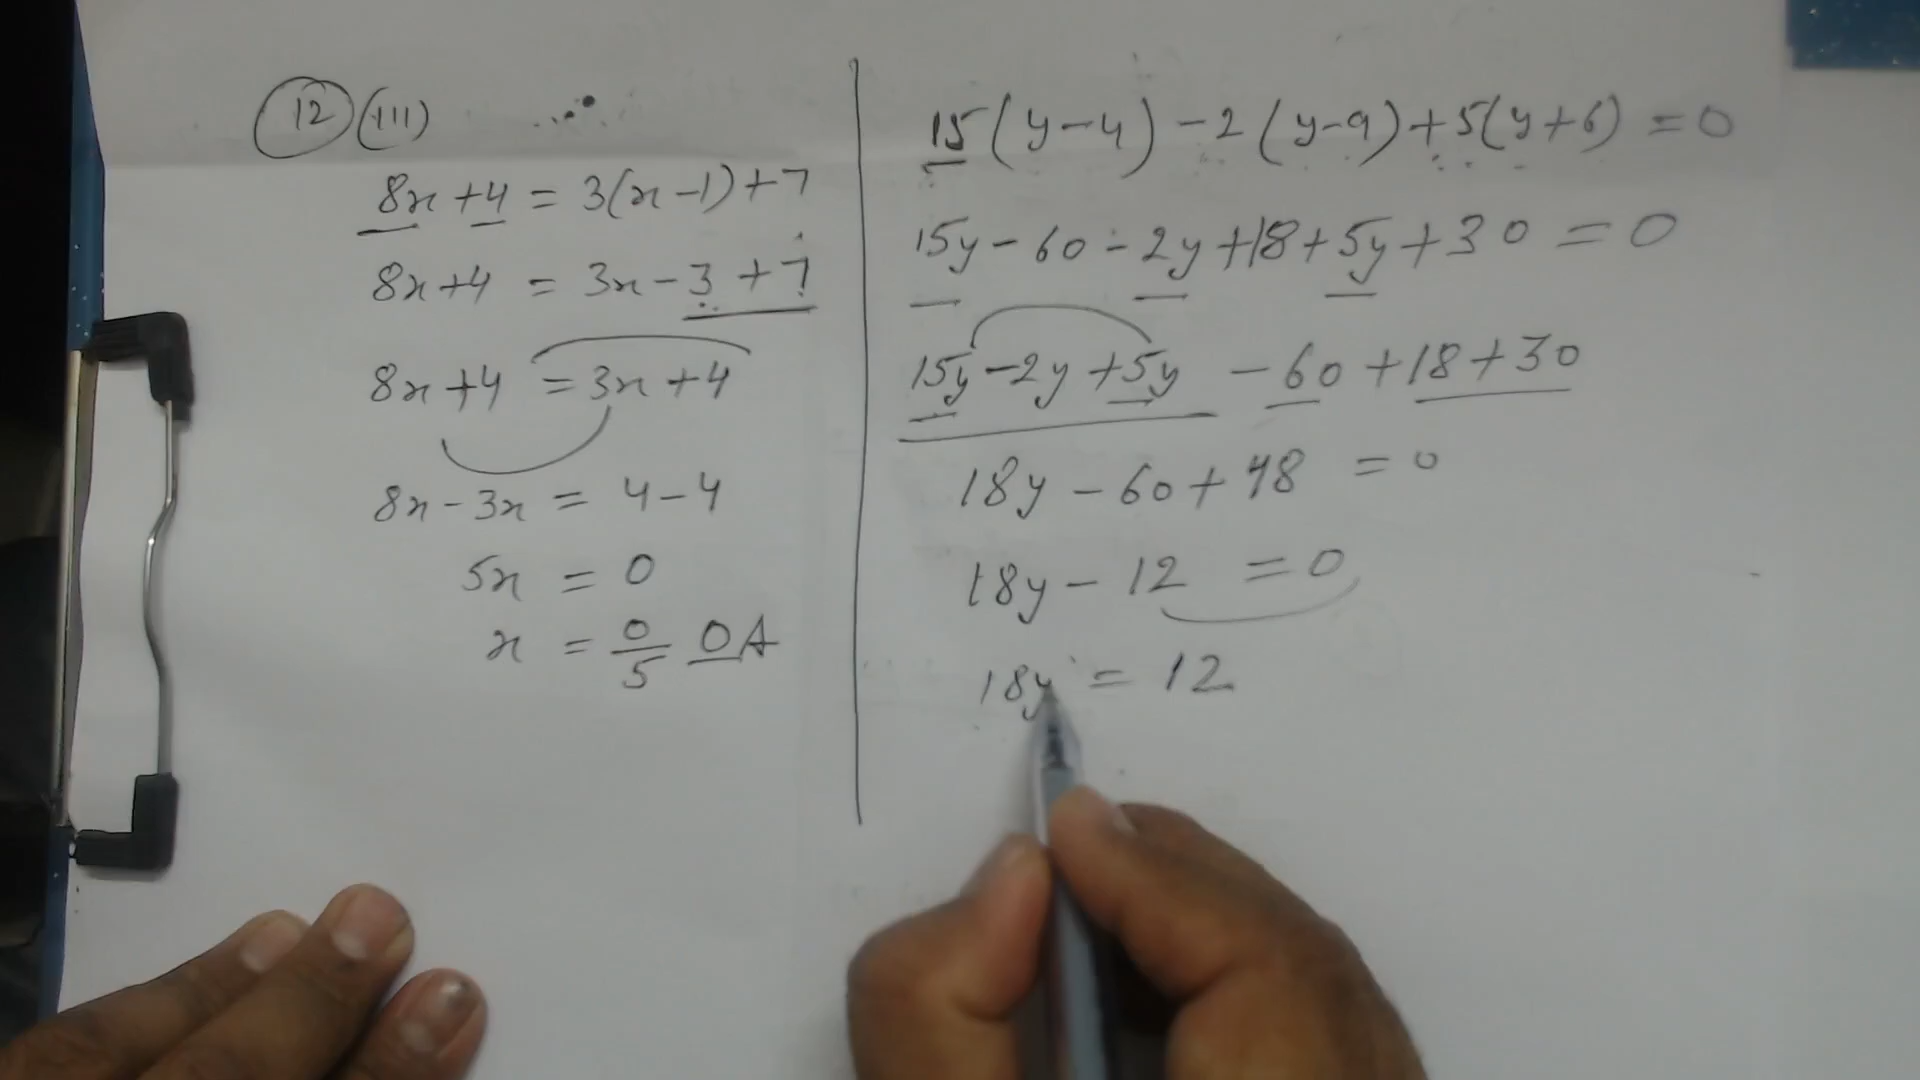 12 (III)
8x + 4 = 3(x - 1) + 7
8x + 4 = 3x - 3 + 7
8x + 4 = 3x + 4
8x - 3x = 4 - 4
5x = 0
x = 0/5 0 A
15(y - 4) - 2(y - 9) + 5(y + 6) = 0
15y - 60 - 2y + 18 + 5y + 30 = 0
15y - 2y + 5y - 60 + 18 + 30
18y - 60 + 48 = 0
18y - 12 = 0
18y = 12